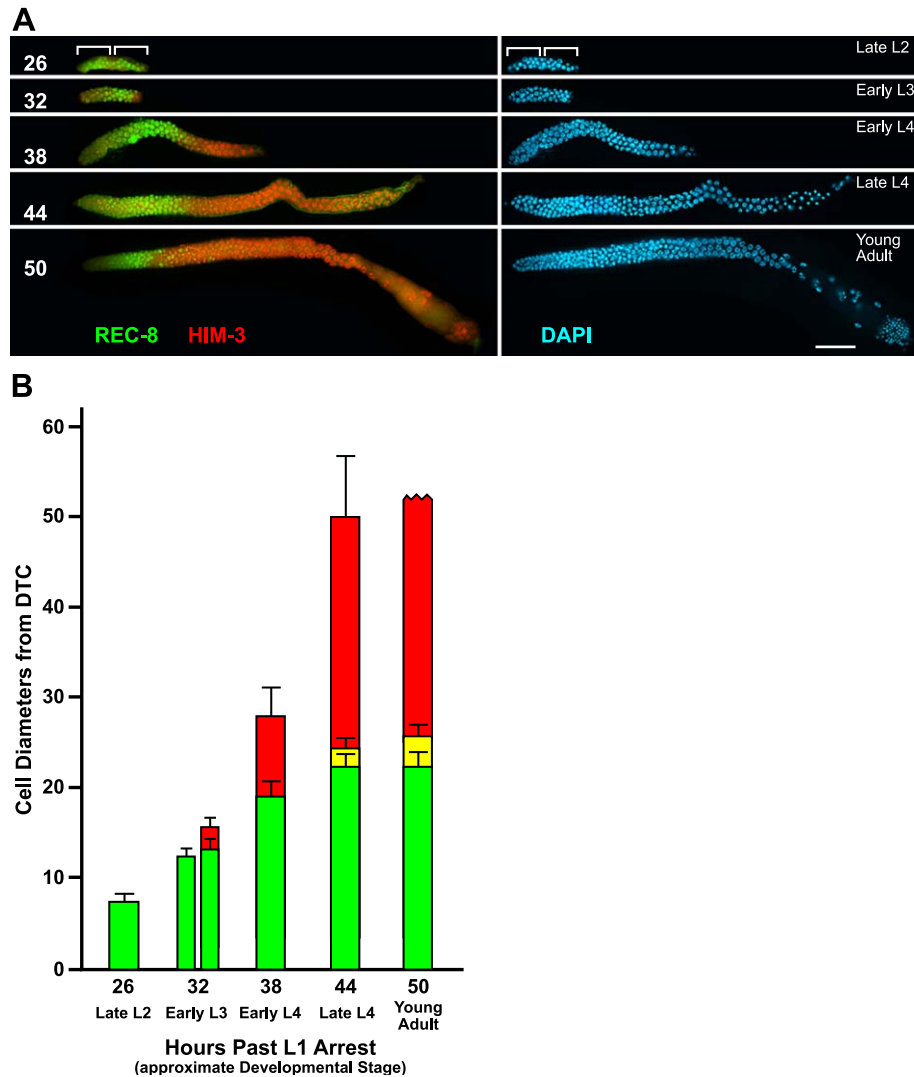 A
26
Late L2
32
Early L3
38
Early L4
44
Late L4
50
Young
Adult
REC-8 HIM-3
DAPI
B
Cell Diameters from DTC
60
50
40
30
20
10
0
26 32 38 44 50
Late L2 Early L3 Early L4 Late L4 Young
Adult
Hours Past L1 Arrest
(approximate Developmental Stage)